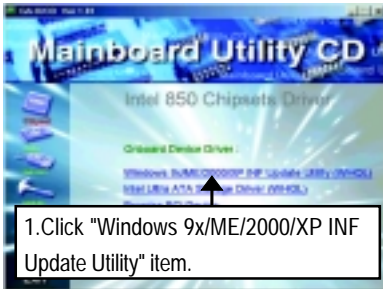 Mainboard Utility CD
Intel 850 Chipsets Driver
Onboard Device Driver :
Windows 9x/ME/2000/XP INF Update Utility (WHQL)
Intel Ultra ATA Storage Driver (WHQL)
1.Click "Windows 9x/ME/2000/XP INF
Update Utility" item.